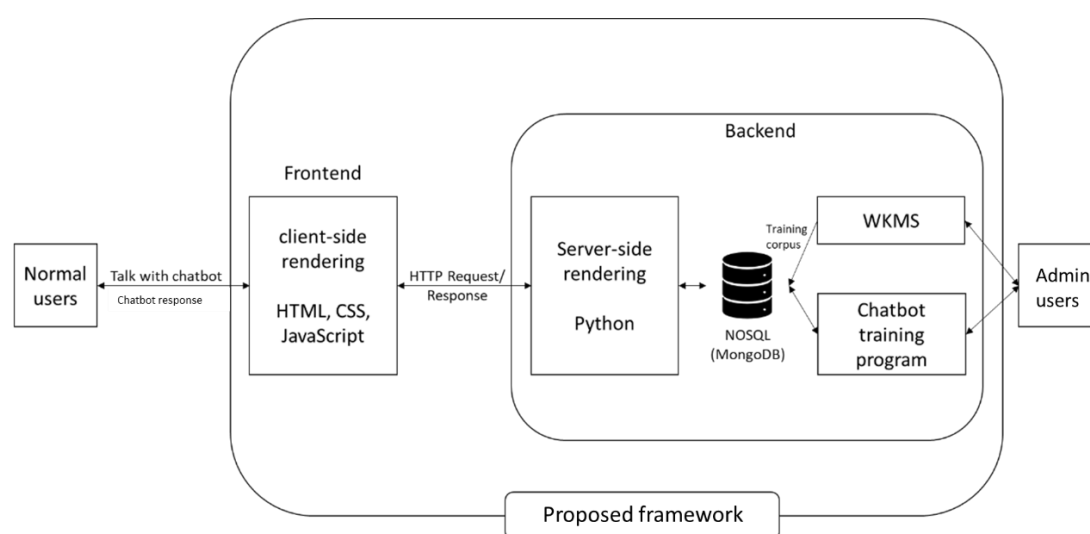 Backend
Frontend
client-side
rendering
HTML, CSS,
JavaScript
Normal
users
Talk with chatbot
Chatbot response
HTTP Request/
Response
Server-side
rendering
Python
NOSQL
(MongoDB)
Training
corpus
WKMS
Chatbot
training
program
Admin
users
Proposed framework